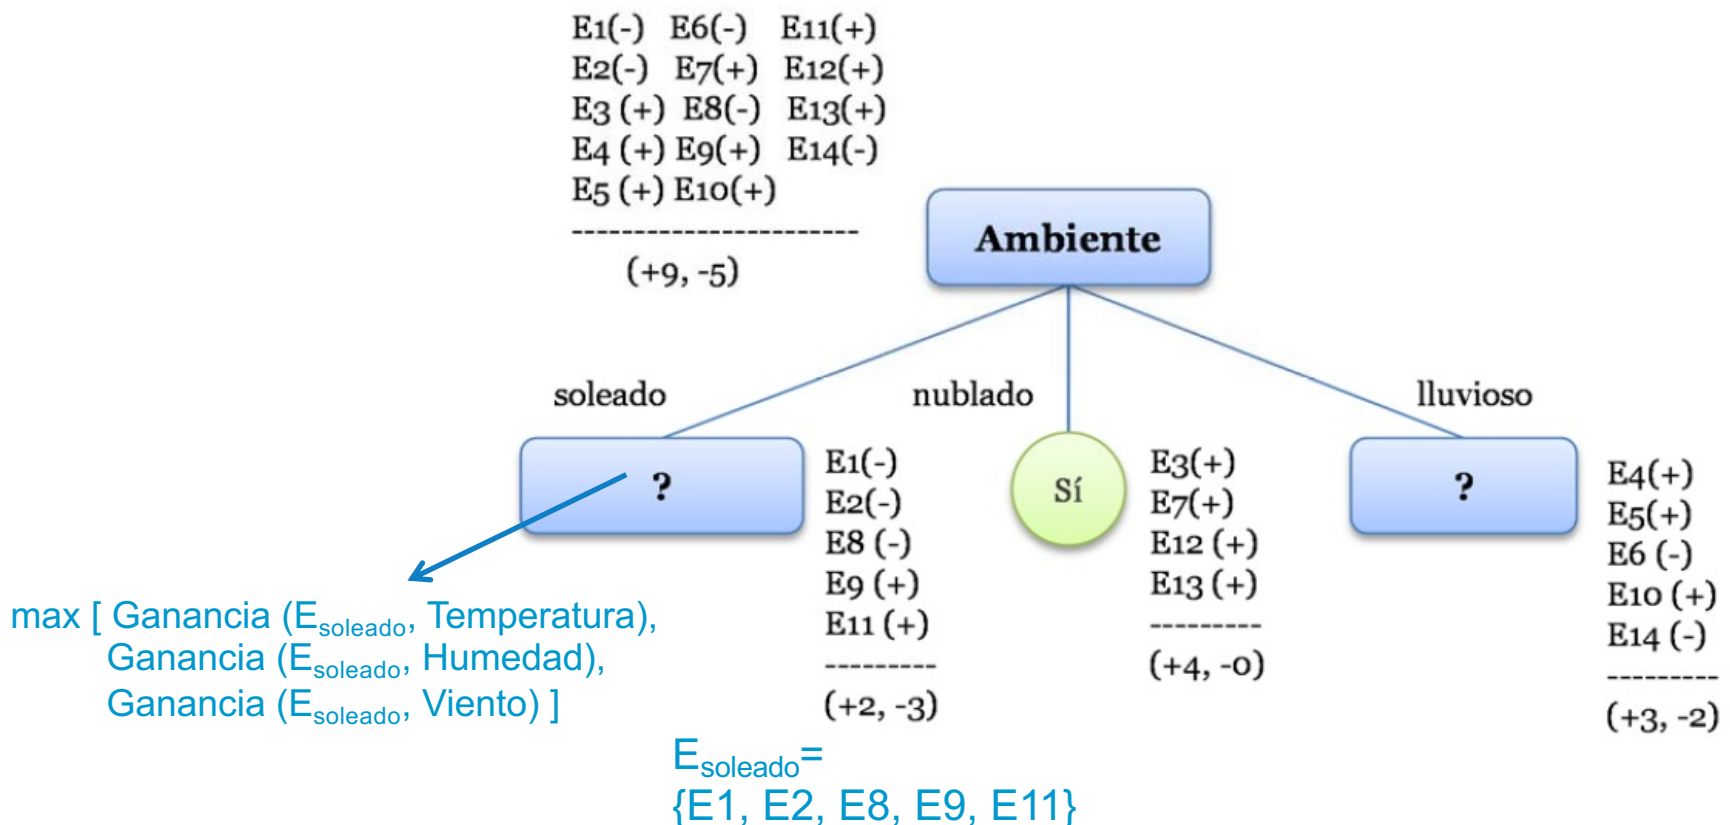 E1(-) E6(-) E11(+)
E2(-) E7(+) E12(+)
E3 (+) E8(-) E13(+)
E4 (+) E9(+) E14(-)
E5 (+) E10(+)
-----------------------
(+9, -5)
Ambiente
soleado
nublado
lluvioso
?
E1(-)
E2(-)
E8 (-)
E9 (+)
E11 (+)
---------
(+2, -3)
Sí
E3(+)
E7(+)
E12 (+)
E13 (+)
---------
(+4, -0)
?
E4(+)
E5(+)
E6 (-)
E10 (+)
E14 (-)
---------
(+3, -2)
max [ Ganancia (Esoleado, Temperatura),
Ganancia (Esoleado, Humedad),
Ganancia (Esoleado, Viento) ]
Esoleado=
{E1, E2, E8, E9, E11}